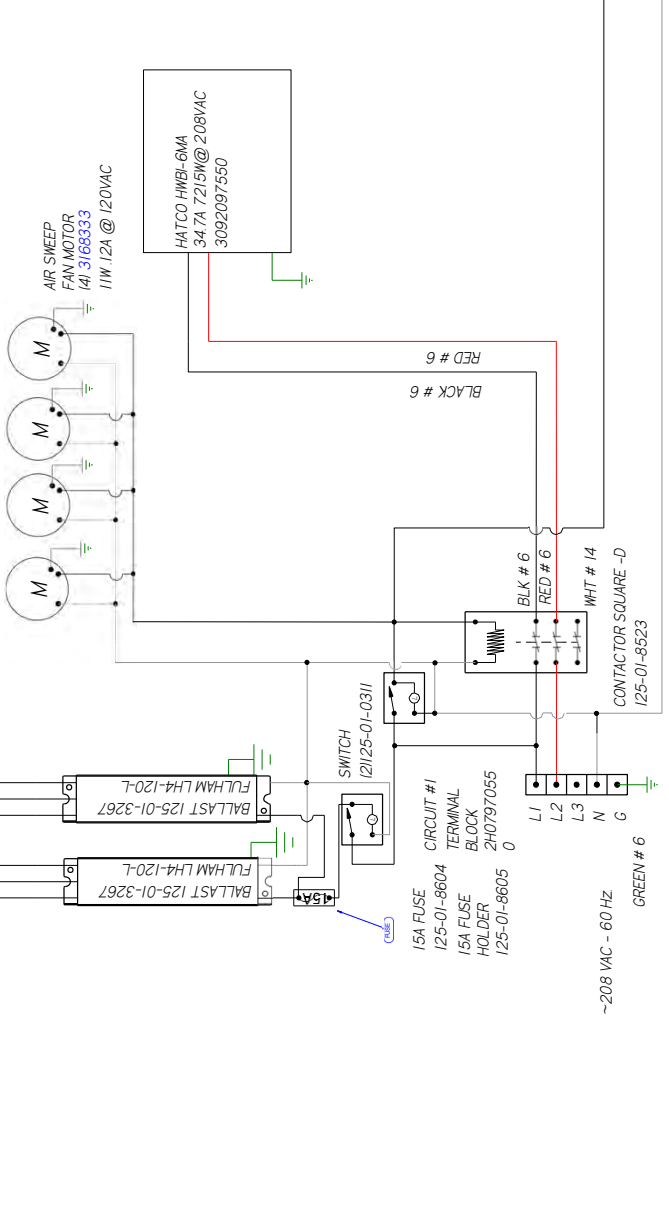 AIR SWEEP
FAN MOTOR
(4) 3168333
11W .12A @ 120VAC
M
M
M
M
HATCO HWBI-6MA
34.7A 7215W@ 208VAC
3092097550
RED # 6
BLACK # 6
BLK # 6
RED # 6
WHT # 14
CONTACTOR SQUARE -D
125-01-8523
SWITCH
121125-01-0311
BALLAST 125-01-3267
FULHAM LH4-120-L
BALLAST 125-01-3267
FULHAM LH4-120-L
15A
FUSE
15A FUSE
125-01-8604
15A FUSE
HOLDER
125-01-8605
CIRCUIT #1
TERMINAL
BLOCK
2H0797055
0
L1
L2
L3
N
G
GREEN # 6
~208 VAC - 60 Hz